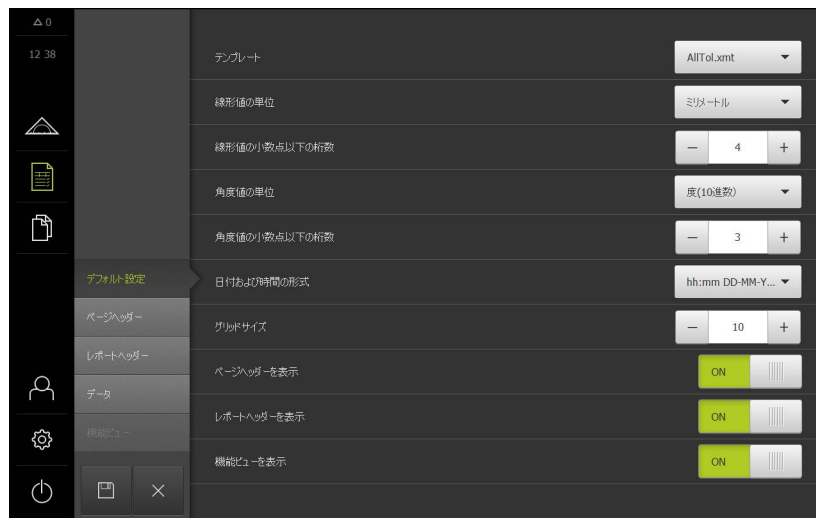 0
12 38
テンプレート
AllTol.xmt
線形値の単位
ミリメートル
線形値の小数点以下の桁数
4
角度値の単位
度(10進数)
角度値の小数点以下の桁数
3
デフォルト設定
日付および時間の形式
hh:mm DD-MM-Y...
ページヘッダー
グリッドサイズ
10
レポートヘッダー
ページヘッダーを表示
ON
データ
レポートヘッダーを表示
ON
機能ビュー
機能ビューを表示
ON